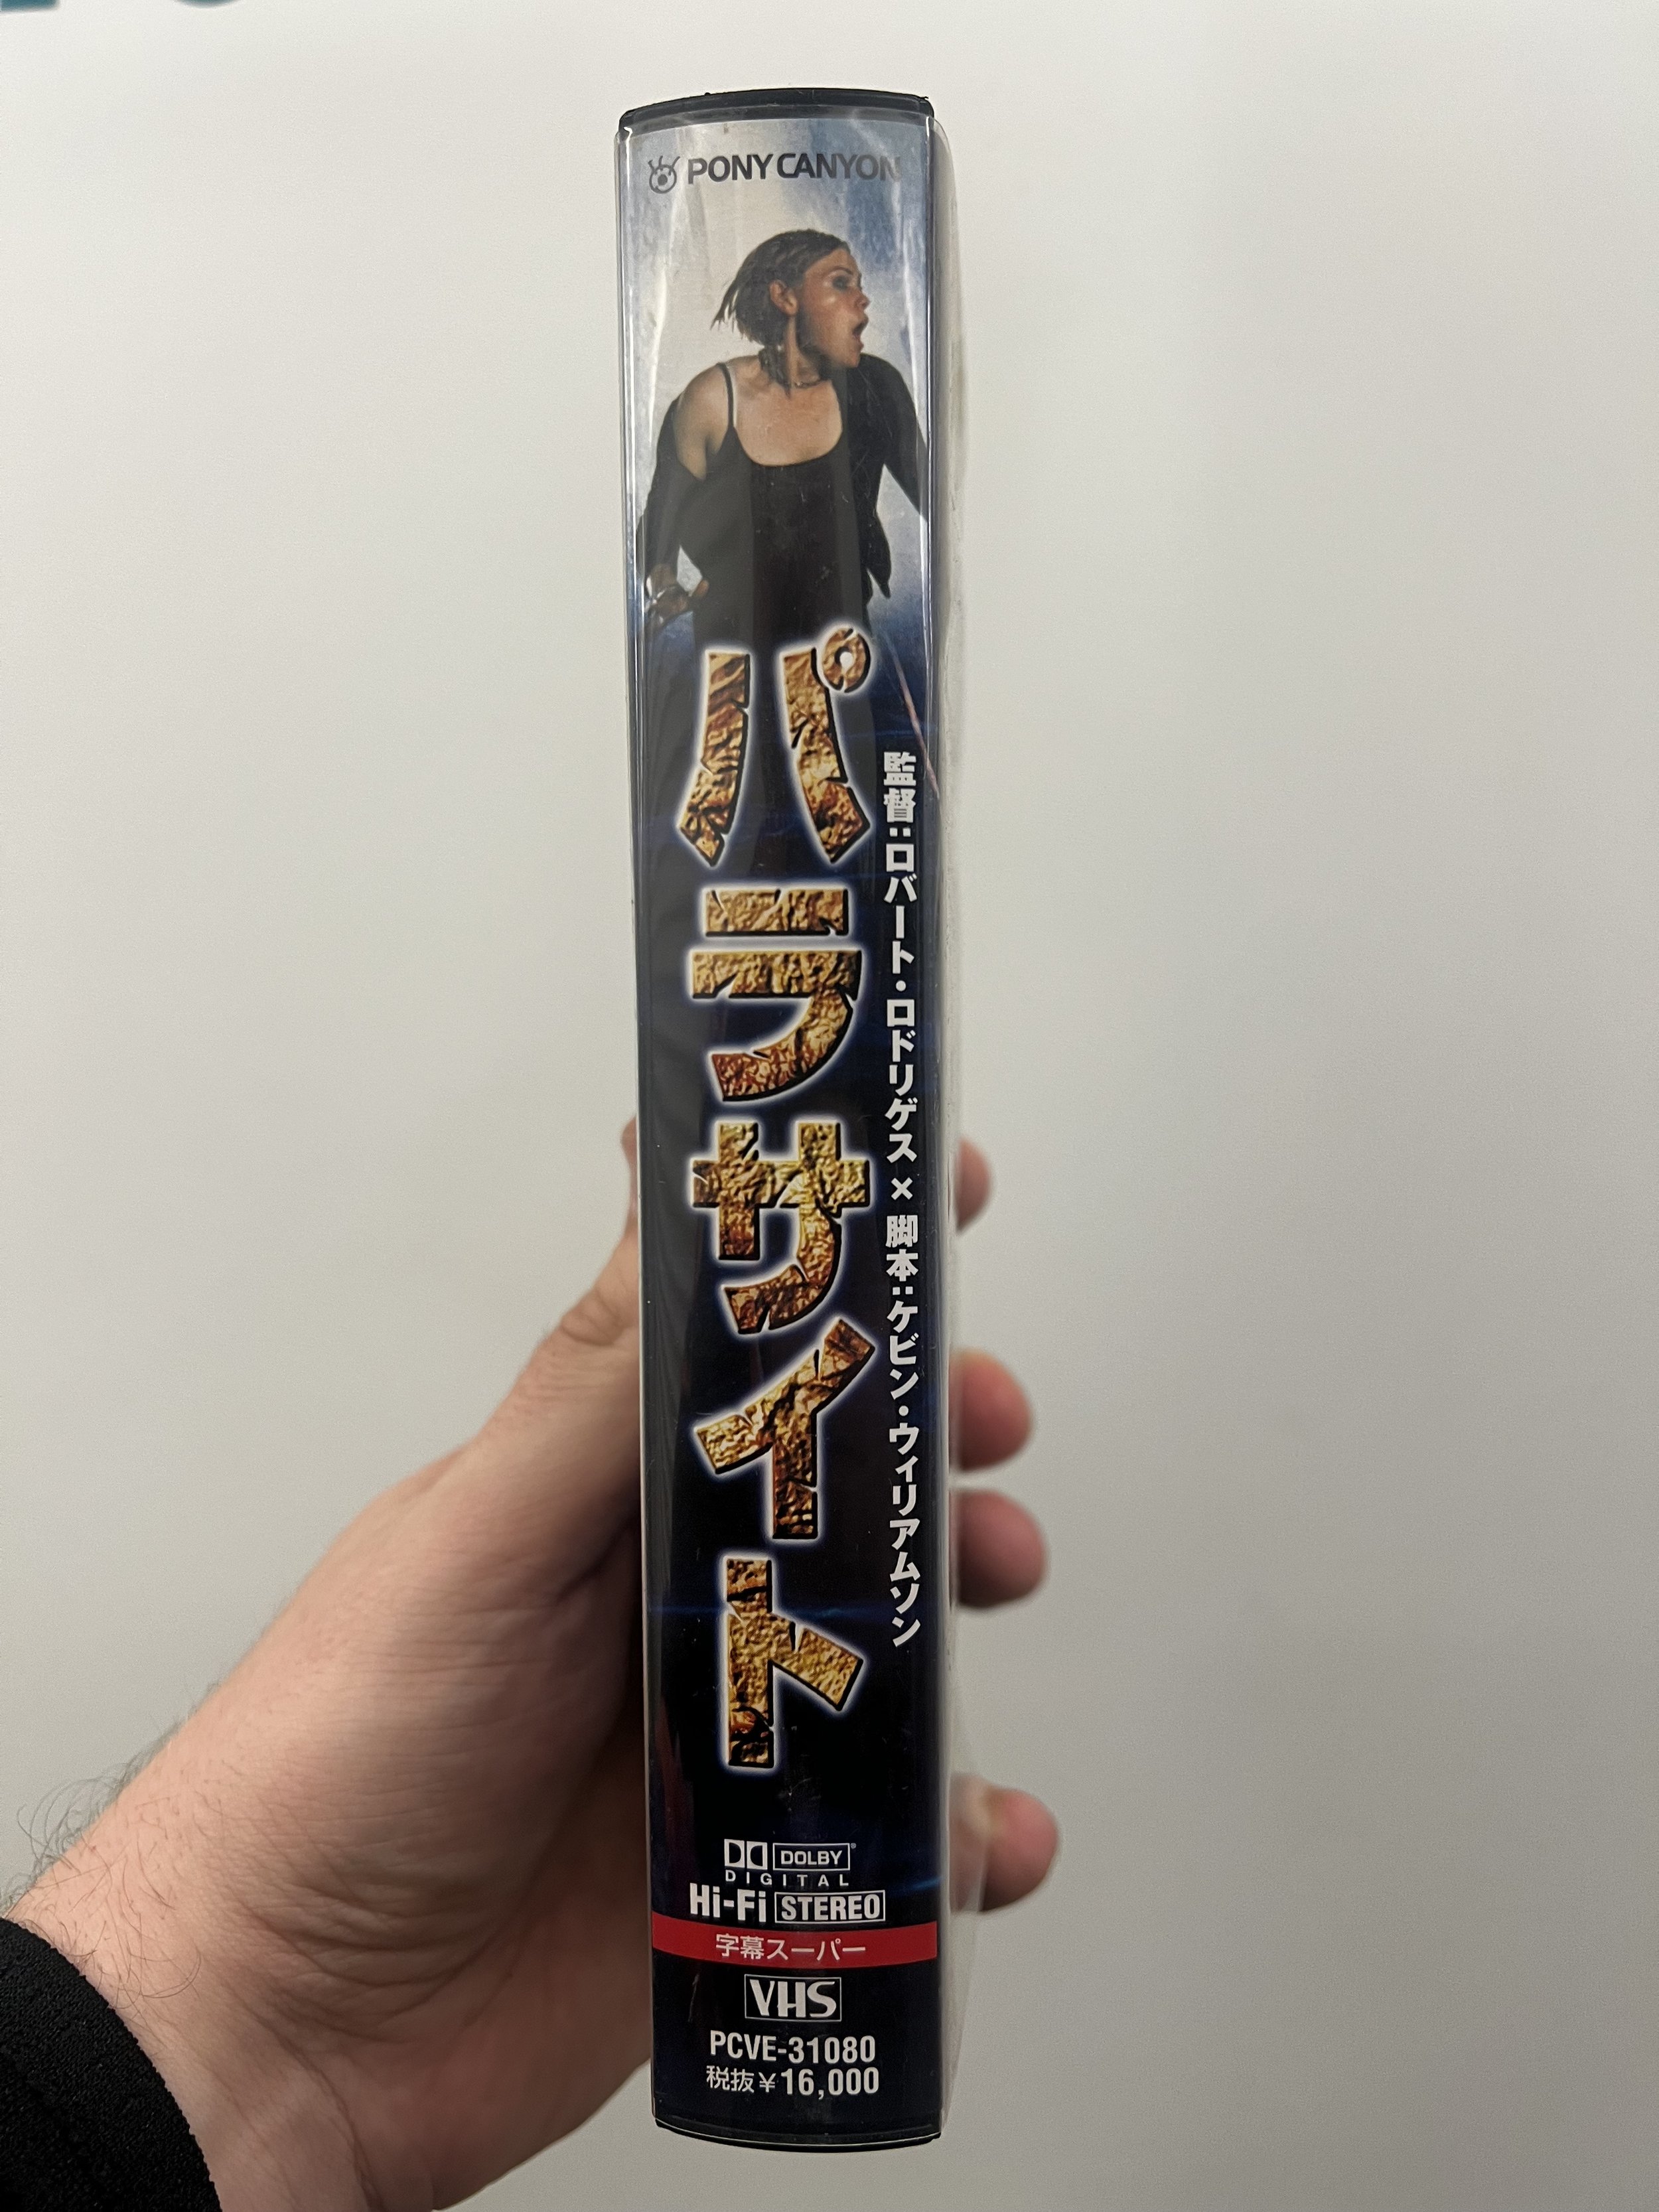 PONY CANYON
パラサイト
監督:ロバート・ロドリゲス × 脚本:ケビン・ウィリアムソン
DOLBY
DIGITAL
Hi-Fi STEREO
字幕スーパー
VHS
PCVE-31080
税抜¥16,000